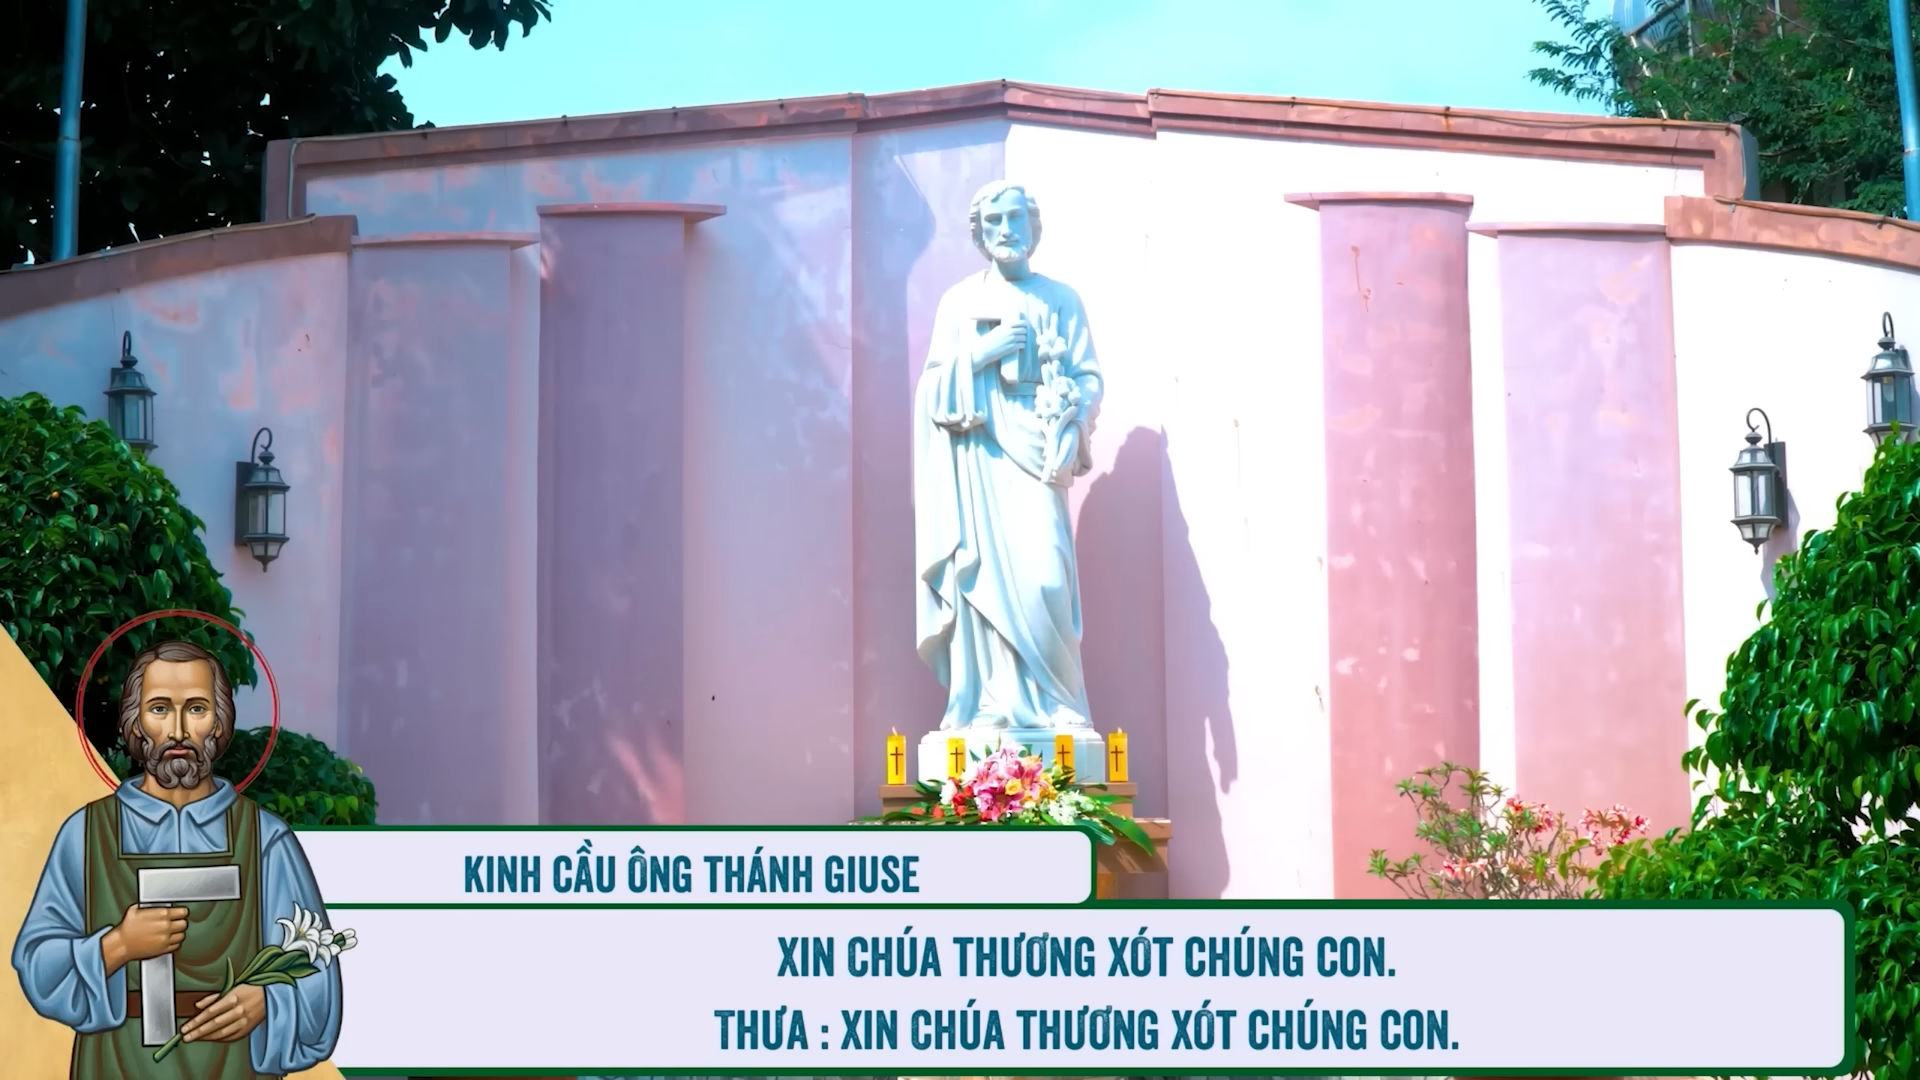 KINH CẦU ÔNG THÁNH GIUSE
XIN CHÚA THƯƠNG XÓT CHÚNG CON.
THƯA : XIN CHÚA THƯƠNG XÓT CHÚNG CON.